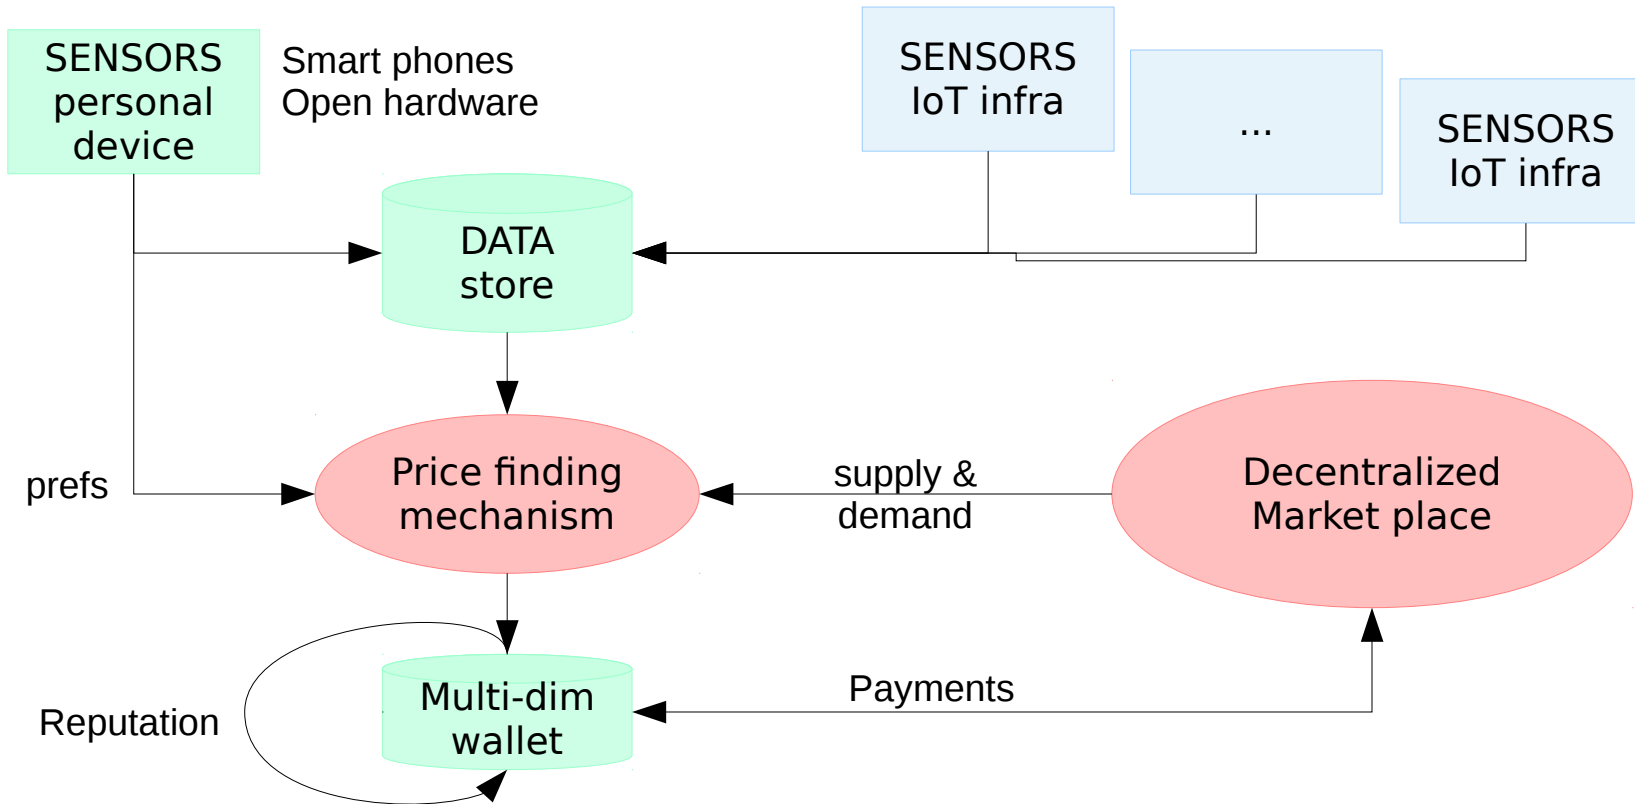 SENSORS
personal
device
Smart phones
Open hardware
SENSORS
IoT infra
...
SENSORS
IoT infra
DATA
store
prefs
Price finding
mechanism
supply &
demand
Decentralized
Market place
Reputation
Multi-dim
wallet
Payments